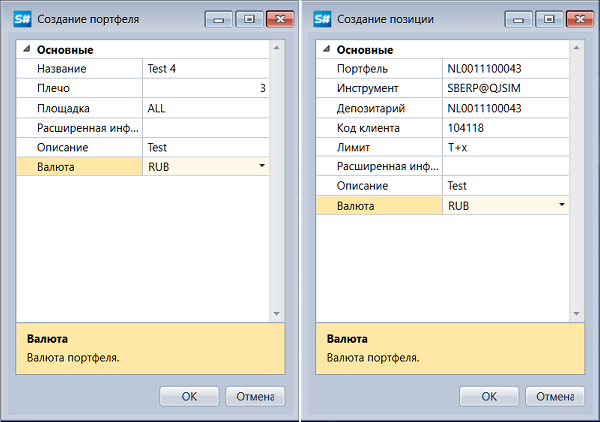 S# Создание портфеля
Основные
Название Test 4
Плечо 3
Площадка ALL
Расширенная инф...
Описание Test
Валюта RUB
Валюта
Валюта портфеля.
OK Отмена
S# Создание позиции
Основные
Портфель NL0011100043
Инструмент SBERP@QJSIM
Депозитарий NL0011100043
Код клиента 104118
Лимит T+x
Расширенная инф...
Описание Test
Валюта RUB
Валюта
Валюта портфеля.
OK Отмена